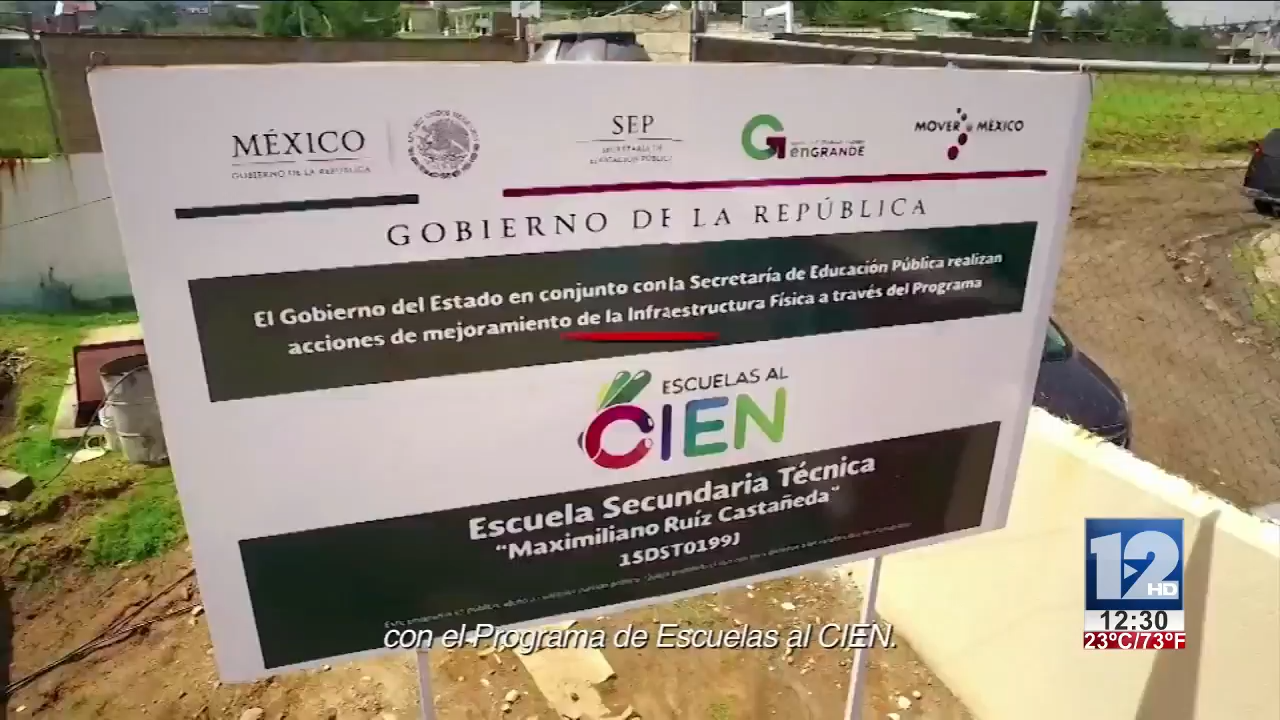 MÉXICO
GOBIERNO DE LA REPÚBLICA
SEP
SECRETARÍA DE
EDUCACIÓN PÚBLICA
enGRANDE
MOVER A MÉXICO
GOBIERNO DE LA REPÚBLICA
El Gobierno del Estado en conjunto con la Secretaría de Educación Pública realizan
acciones de mejoramiento de la Infraestructura Física a través del Programa
ESCUELAS AL
CIEN
Escuela Secundaria Técnica
"Maximiliano Ruíz Castañeda"
15DST0199J
con el Programa de Escuelas al CIEN.
12
HD
12:30
23°C/73°F